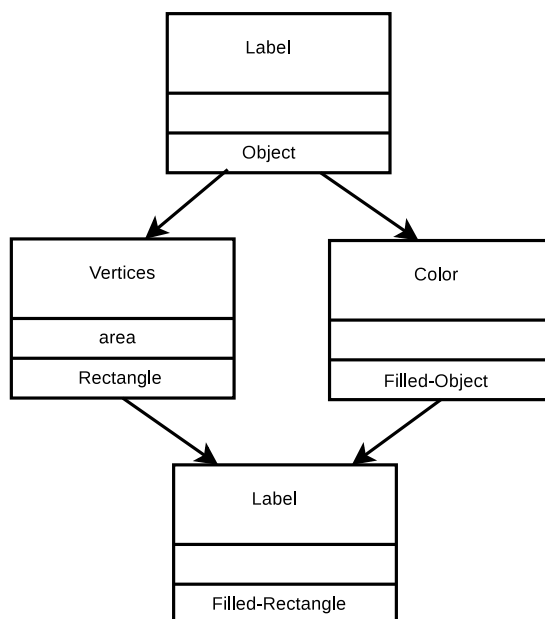 Label
Object
Vertices
area
Rectangle
Color
Filled-Object
Label
Filled-Rectangle